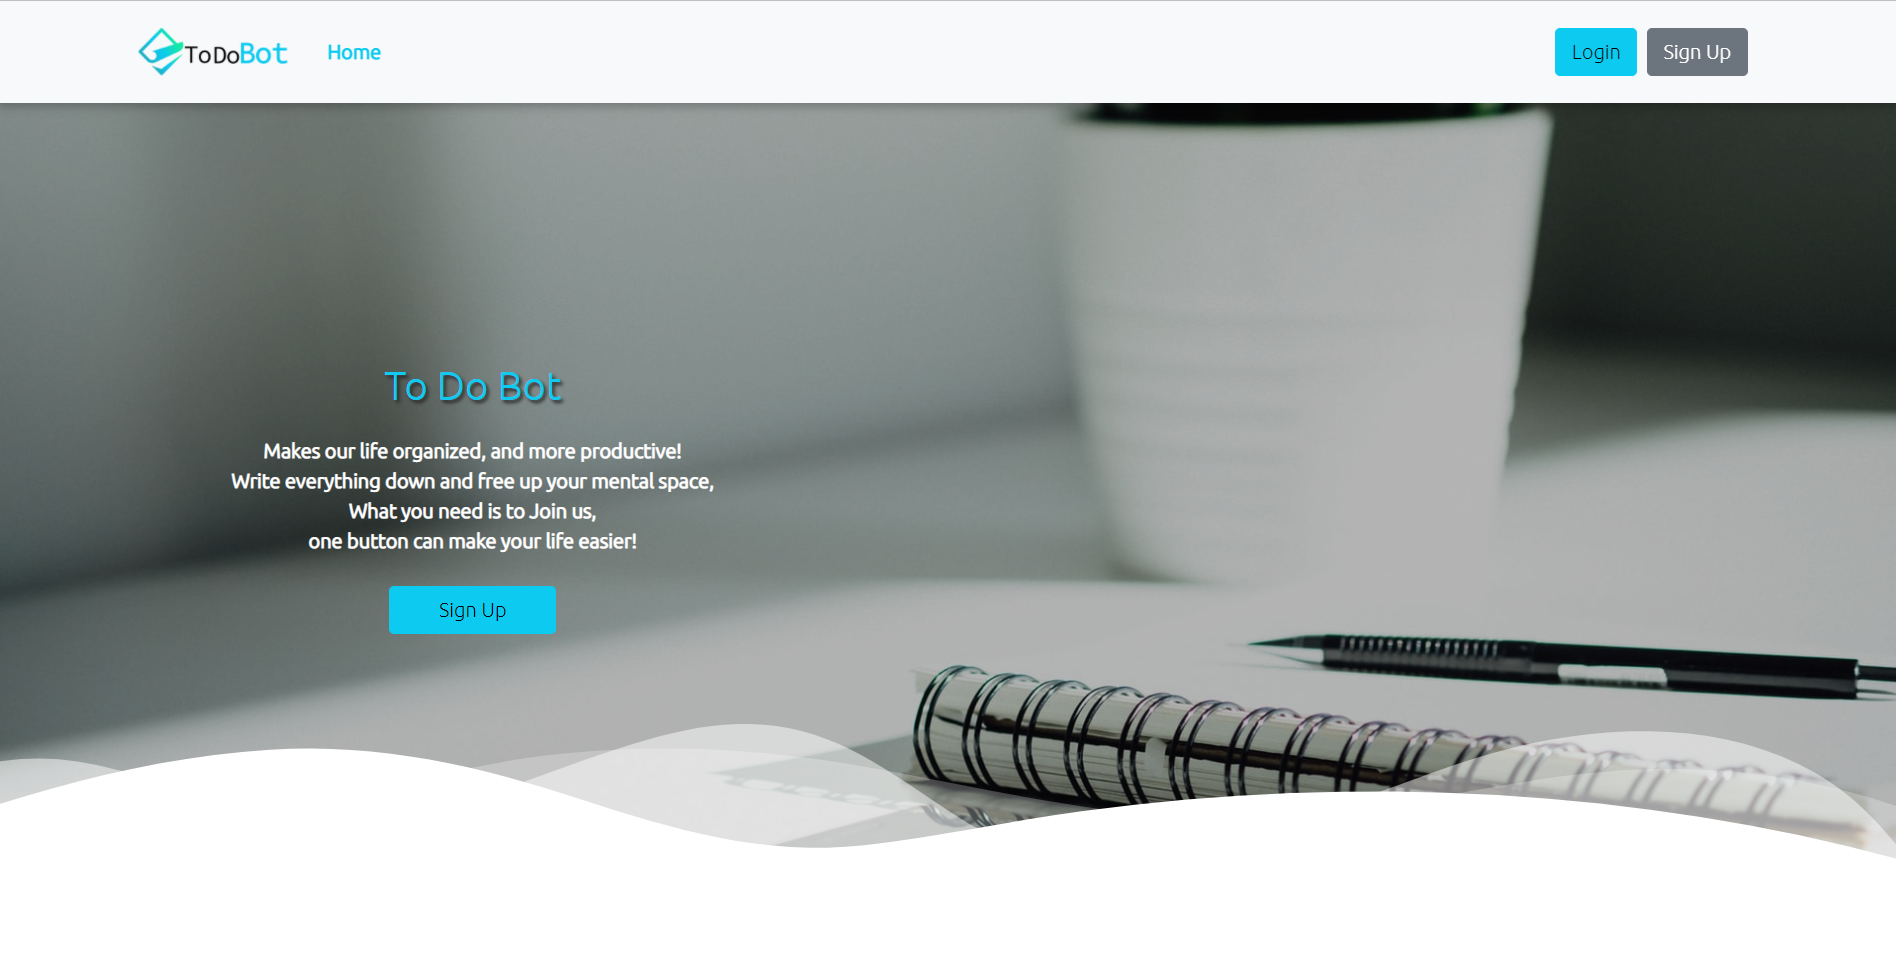 ToDoBot
Home
Login
Sign Up
To Do Bot
Makes our life organized, and more productive!
Write everything down and free up your mental space,
What you need is to Join us,
one button can make your life easier!
Sign Up